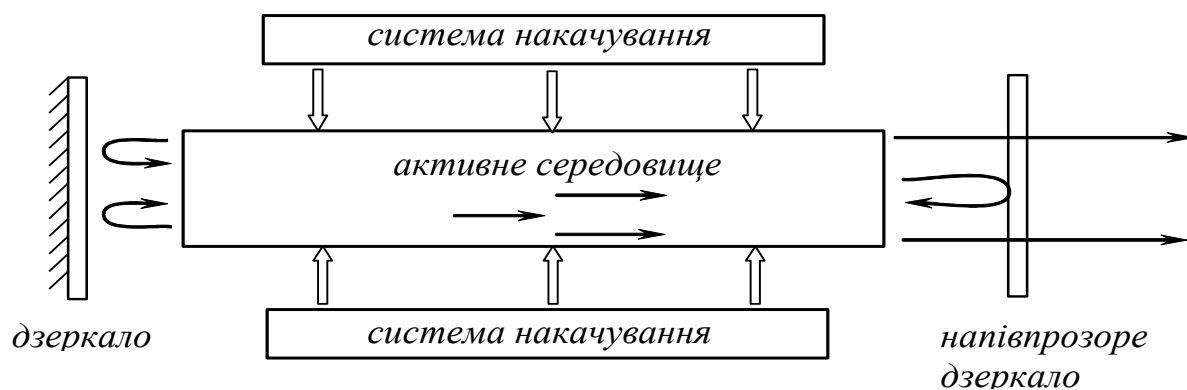 система накачування
активне середовище
система накачування
дзеркало
напівпрозоре
дзеркало